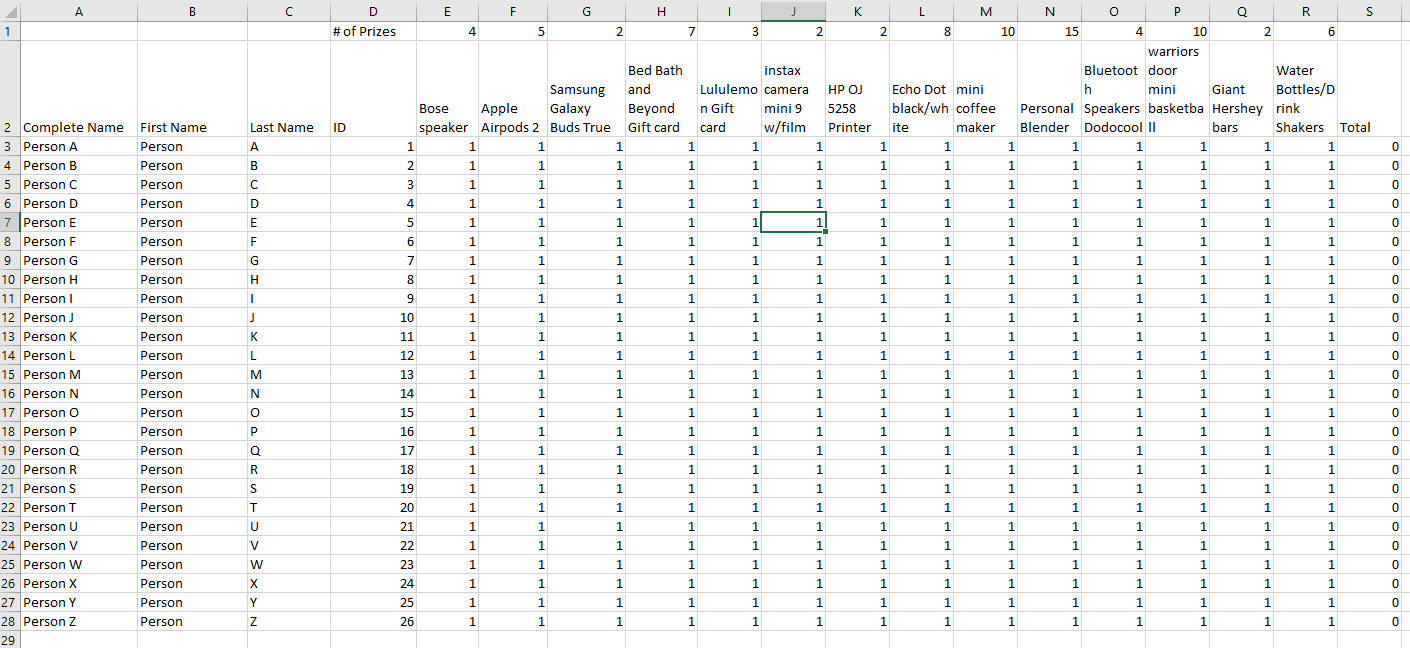 A B C D E F G H I J K L M N O P Q R S
1 # of Prizes 4 5 2 7 3 2 2 8 10 15 4 10 2 6
2 Complete Name First Name Last Name ID Bose speaker Apple Airpods 2 Samsung Galaxy Buds True Bed Bath and Beyond Gift card Lululemon Gift card instax camera mini 9 w/film HP OJ 5258 Printer Echo Dot black/white mini coffee maker Personal Blender Bluetooth Speakers Dodocool warriors door mini basketball Giant Hershey bars Water Bottles/Drink Shakers Total
3 Person A Person A 1 1 1 1 1 1 1 1 1 1 1 1 1 1 1 0
4 Person B Person B 2 1 1 1 1 1 1 1 1 1 1 1 1 1 1 0
5 Person C Person C 3 1 1 1 1 1 1 1 1 1 1 1 1 1 1 0
6 Person D Person D 4 1 1 1 1 1 1 1 1 1 1 1 1 1 1 0
7 Person E Person E 5 1 1 1 1 1 1 1 1 1 1 1 1 1 1 0
8 Person F Person F 6 1 1 1 1 1 1 1 1 1 1 1 1 1 1 0
9 Person G Person G 7 1 1 1 1 1 1 1 1 1 1 1 1 1 1 0
10 Person H Person H 8 1 1 1 1 1 1 1 1 1 1 1 1 1 1 0
11 Person I Person I 9 1 1 1 1 1 1 1 1 1 1 1 1 1 1 0
12 Person J Person J 10 1 1 1 1 1 1 1 1 1 1 1 1 1 1 0
13 Person K Person K 11 1 1 1 1 1 1 1 1 1 1 1 1 1 1 0
14 Person L Person L 12 1 1 1 1 1 1 1 1 1 1 1 1 1 1 0
15 Person M Person M 13 1 1 1 1 1 1 1 1 1 1 1 1 1 1 0
16 Person N Person N 14 1 1 1 1 1 1 1 1 1 1 1 1 1 1 0
17 Person O Person O 15 1 1 1 1 1 1 1 1 1 1 1 1 1 1 0
18 Person P Person P 16 1 1 1 1 1 1 1 1 1 1 1 1 1 1 0
19 Person Q Person Q 17 1 1 1 1 1 1 1 1 1 1 1 1 1 1 0
20 Person R Person R 18 1 1 1 1 1 1 1 1 1 1 1 1 1 1 0
21 Person S Person S 19 1 1 1 1 1 1 1 1 1 1 1 1 1 1 0
22 Person T Person T 20 1 1 1 1 1 1 1 1 1 1 1 1 1 1 0
23 Person U Person U 21 1 1 1 1 1 1 1 1 1 1 1 1 1 1 0
24 Person V Person V 22 1 1 1 1 1 1 1 1 1 1 1 1 1 1 0
25 Person W Person W 23 1 1 1 1 1 1 1 1 1 1 1 1 1 1 0
26 Person X Person X 24 1 1 1 1 1 1 1 1 1 1 1 1 1 1 0
27 Person Y Person Y 25 1 1 1 1 1 1 1 1 1 1 1 1 1 1 0
28 Person Z Person Z 26 1 1 1 1 1 1 1 1 1 1 1 1 1 1 0
29